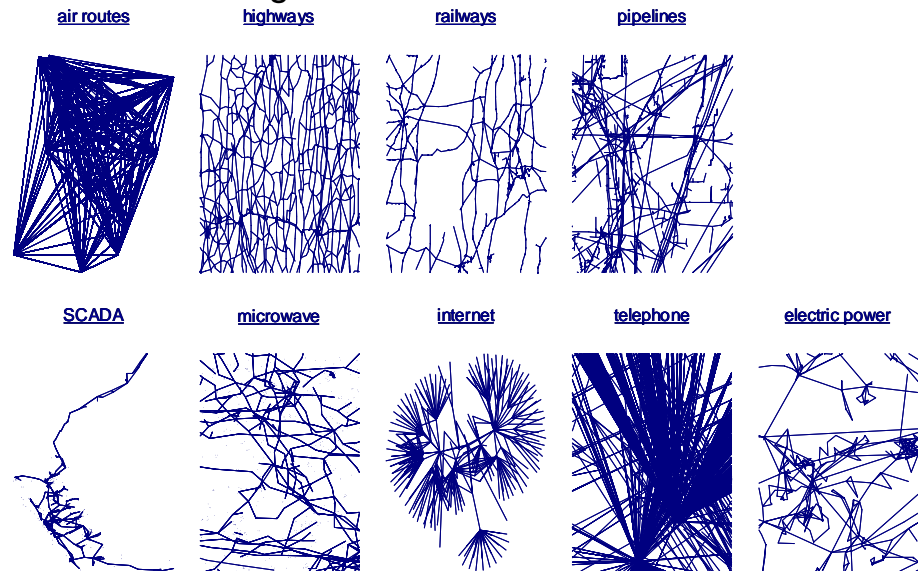 air routes
highways
railways
pipelines
SCADA
microwave
internet
telephone
electric power